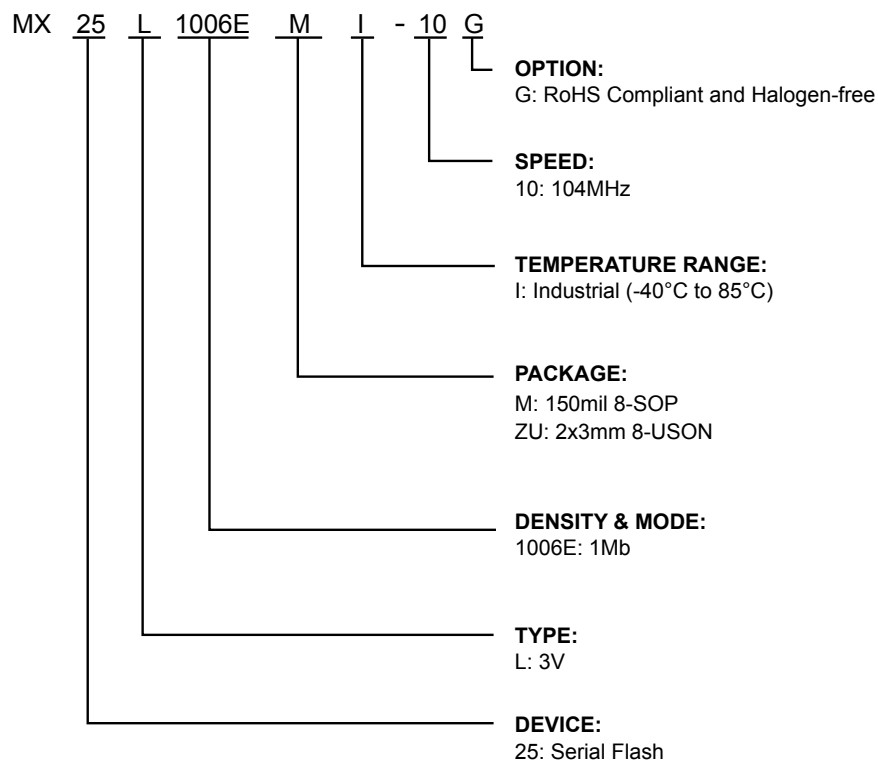 MX 25 L 1006E M I - 10 G
OPTION:
G: RoHS Compliant and Halogen-free
SPEED:
10: 104MHz
TEMPERATURE RANGE:
I: Industrial (-40°C to 85°C)
PACKAGE:
M: 150mil 8-SOP
ZU: 2x3mm 8-USON
DENSITY & MODE:
1006E: 1Mb
TYPE:
L: 3V
DEVICE:
25: Serial Flash